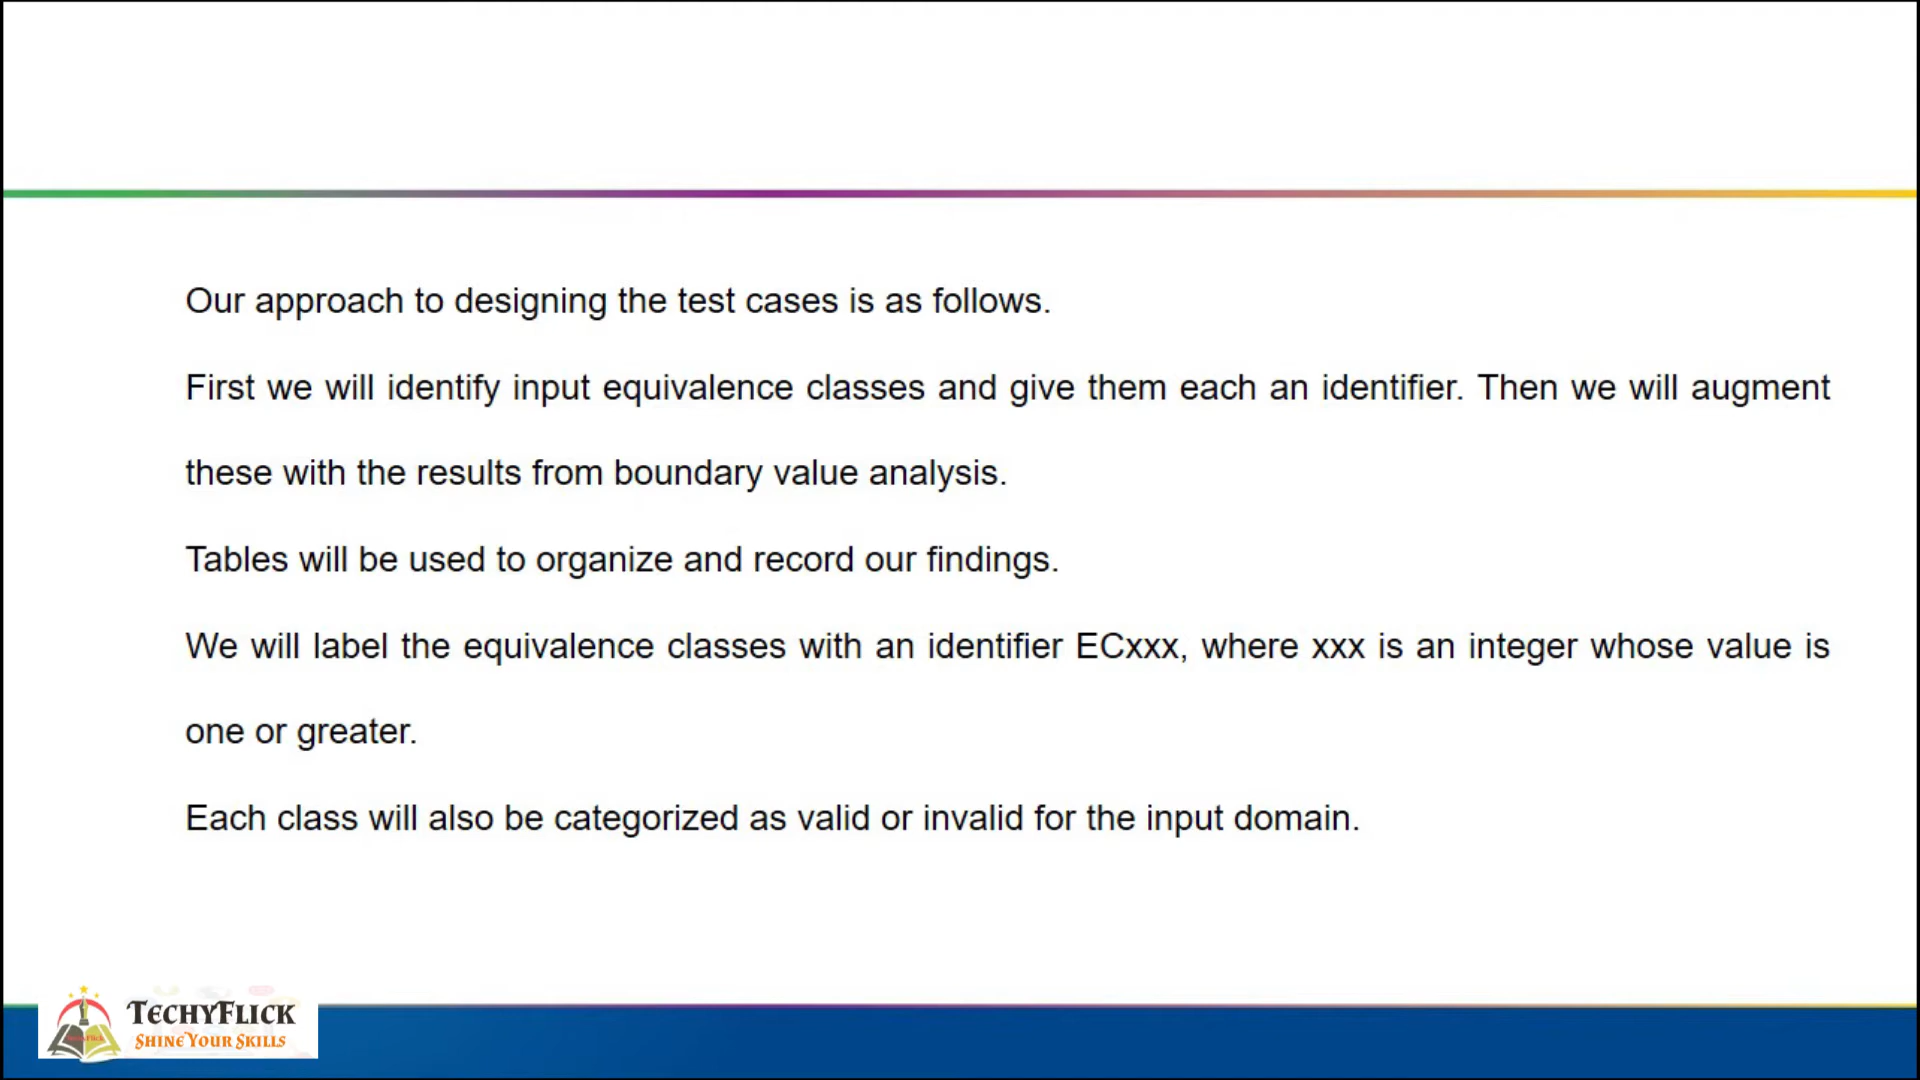 Our approach to designing the test cases is as follows.
First we will identify input equivalence classes and give them each an identifier. Then we will augment
these with the results from boundary value analysis.
Tables will be used to organize and record our findings.
We will label the equivalence classes with an identifier ECxxx, where xxx is an integer whose value is
one or greater.
Each class will also be categorized as valid or invalid for the input domain.
TECHYFLICK
SHINE YOUR SKILLS